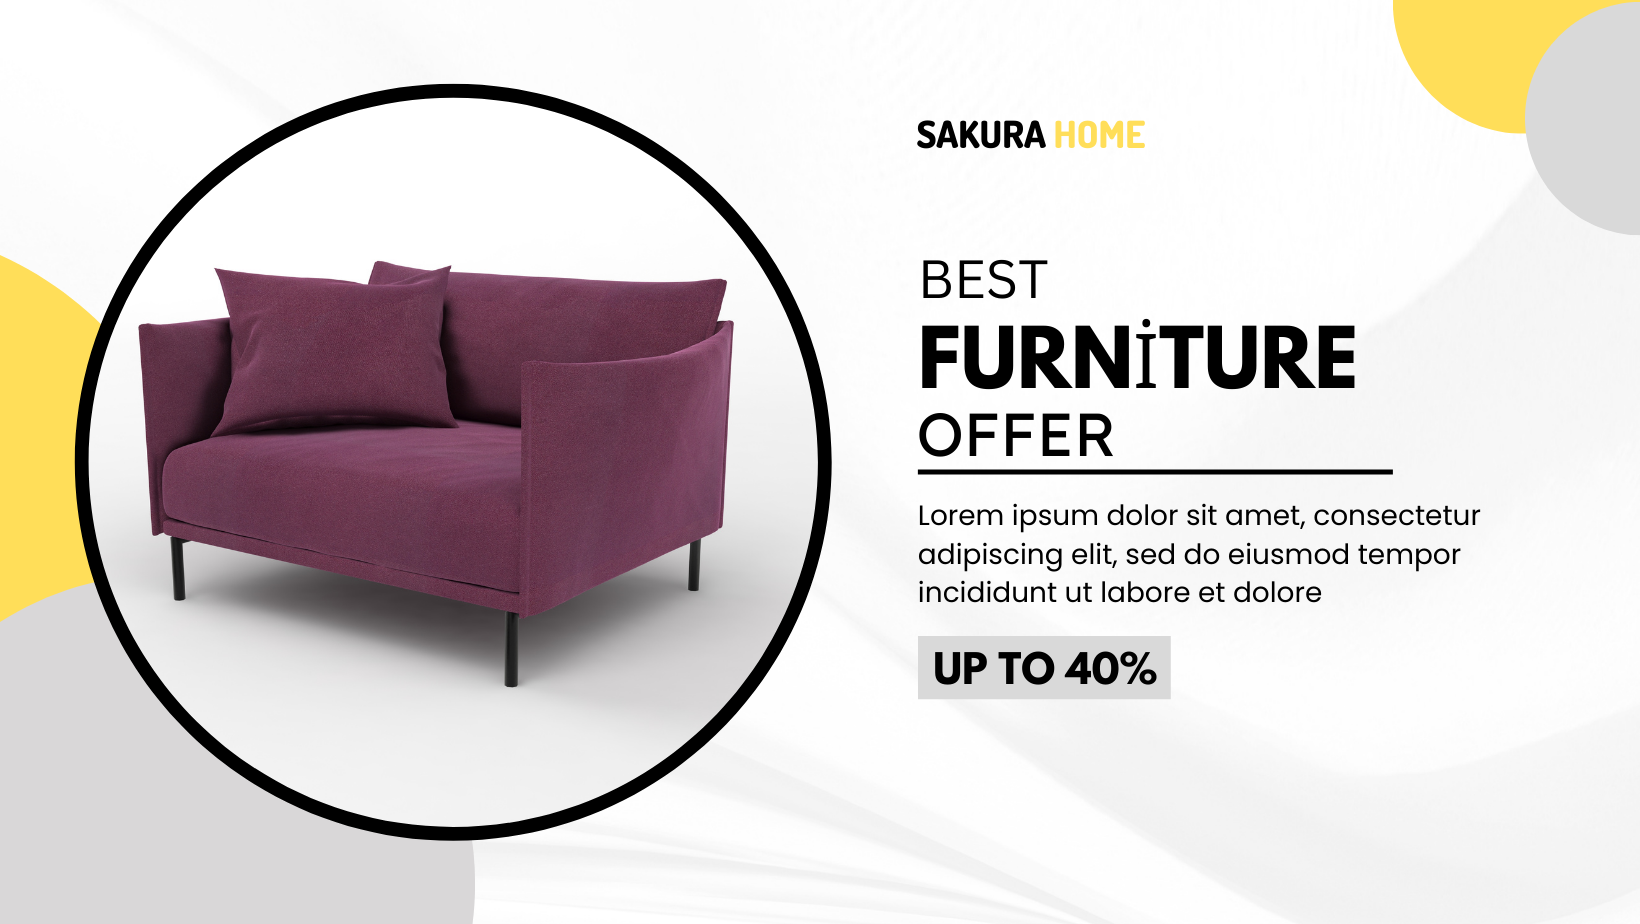 SAKURA HOME
BEST
FURNİTURE
OFFER
Lorem ipsum dolor sit amet, consectetur
adipiscing elit, sed do eiusmod tempor
incididunt ut labore et dolore
UP TO 40%